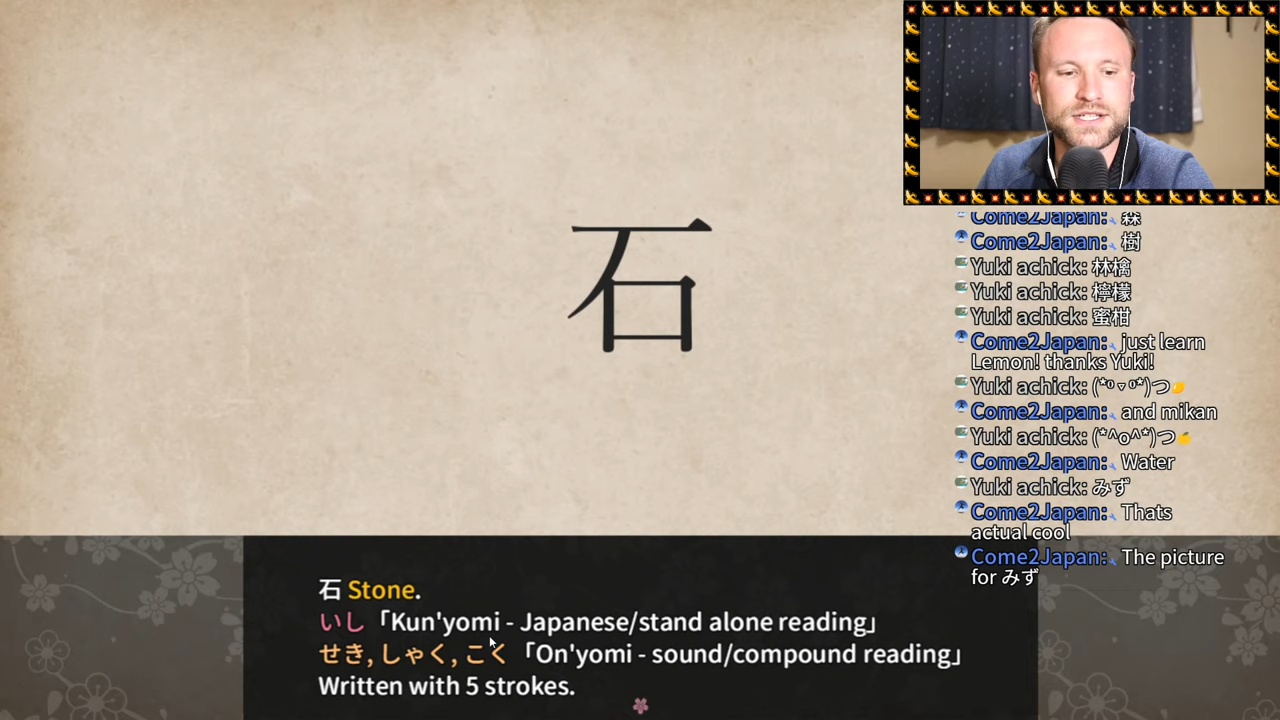 石
Come2Japan: 森
Come2Japan: 樹
Yuki achick: 林檎
Yuki achick: 檸檬
Yuki achick: 蜜柑
Come2Japan: just learn
Lemon! thanks Yuki!
Yuki achick: (*º▿º*)つ🍋
Come2Japan: and mikan
Yuki achick: (*^o^*)つ🍊
Come2Japan: Water
Yuki achick: みず
Come2Japan: Thats
actual cool
Come2Japan: The picture
for みず
石 Stone.
いし「Kun'yomi - Japanese/stand alone reading」
せき, しゃく, こく「On'yomi - sound/compound reading」
Written with 5 strokes.